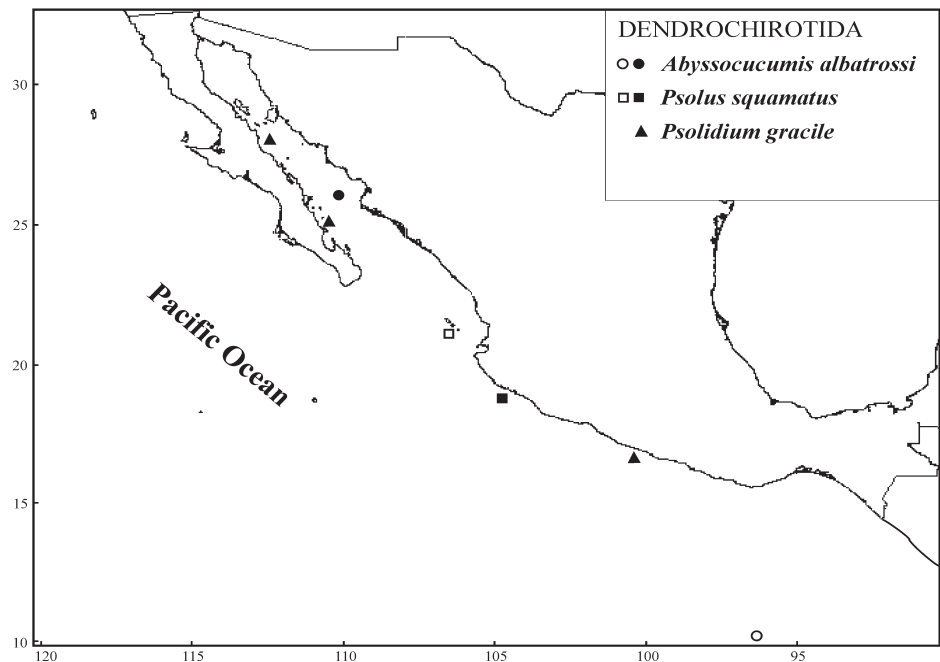 DENDROCHIROTIDA
Abyssocucumis albatrossi
Psolus squamatus
Psolidium gracile
30
25
20
15
10
Pacific Ocean
120 115 110 105 100 95